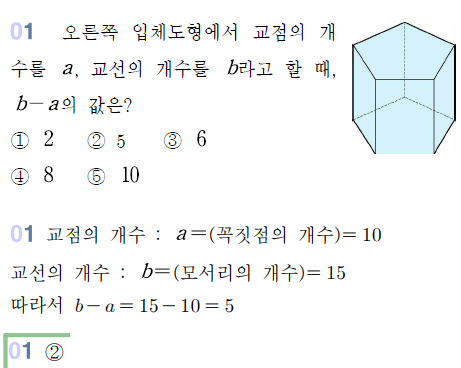 01 오른쪽 입체도형에서 교점의 개
수를 a, 교선의 개수를 b라고 할 때,
b-a의 값은?
① 2 ② 5 ③ 6
④ 8 ⑤ 10
01 교점의 개수 : a=(꼭짓점의 개수)= 10
교선의 개수 : b=(모서리의 개수)= 15
따라서 b-a=15-10=5
01 ②